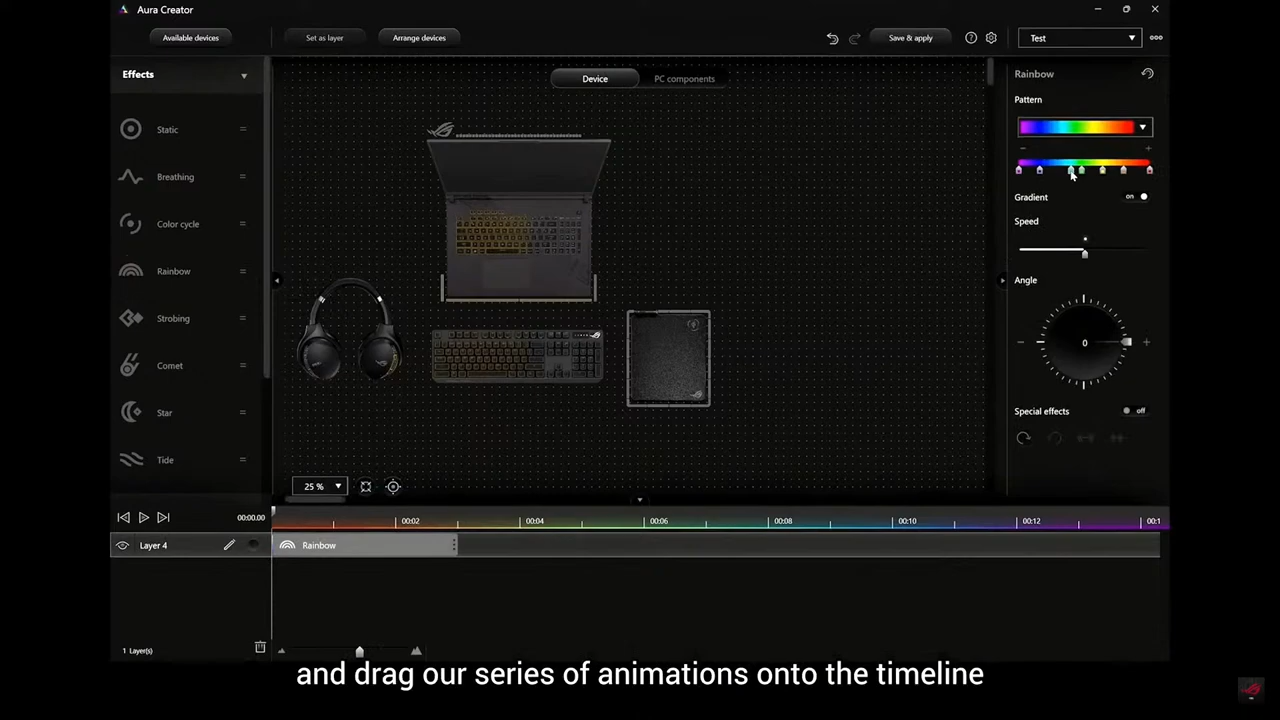 Aura Creator
Available devices
Set as layer
Arrange devices
Save & apply
Test
Effects
Device
PC components
Rainbow
Static
Pattern
Breathing
Gradient
on
Color cycle
Speed
Rainbow
Angle
Strobing
0
Comet
Star
Special effects
off
Tide
25 %
00:00.00
00:02
00:04
00:06
00:08
00:10
00:12
00:1
Layer 4
Rainbow
1 Layer(s)
and drag our series of animations onto the timeline